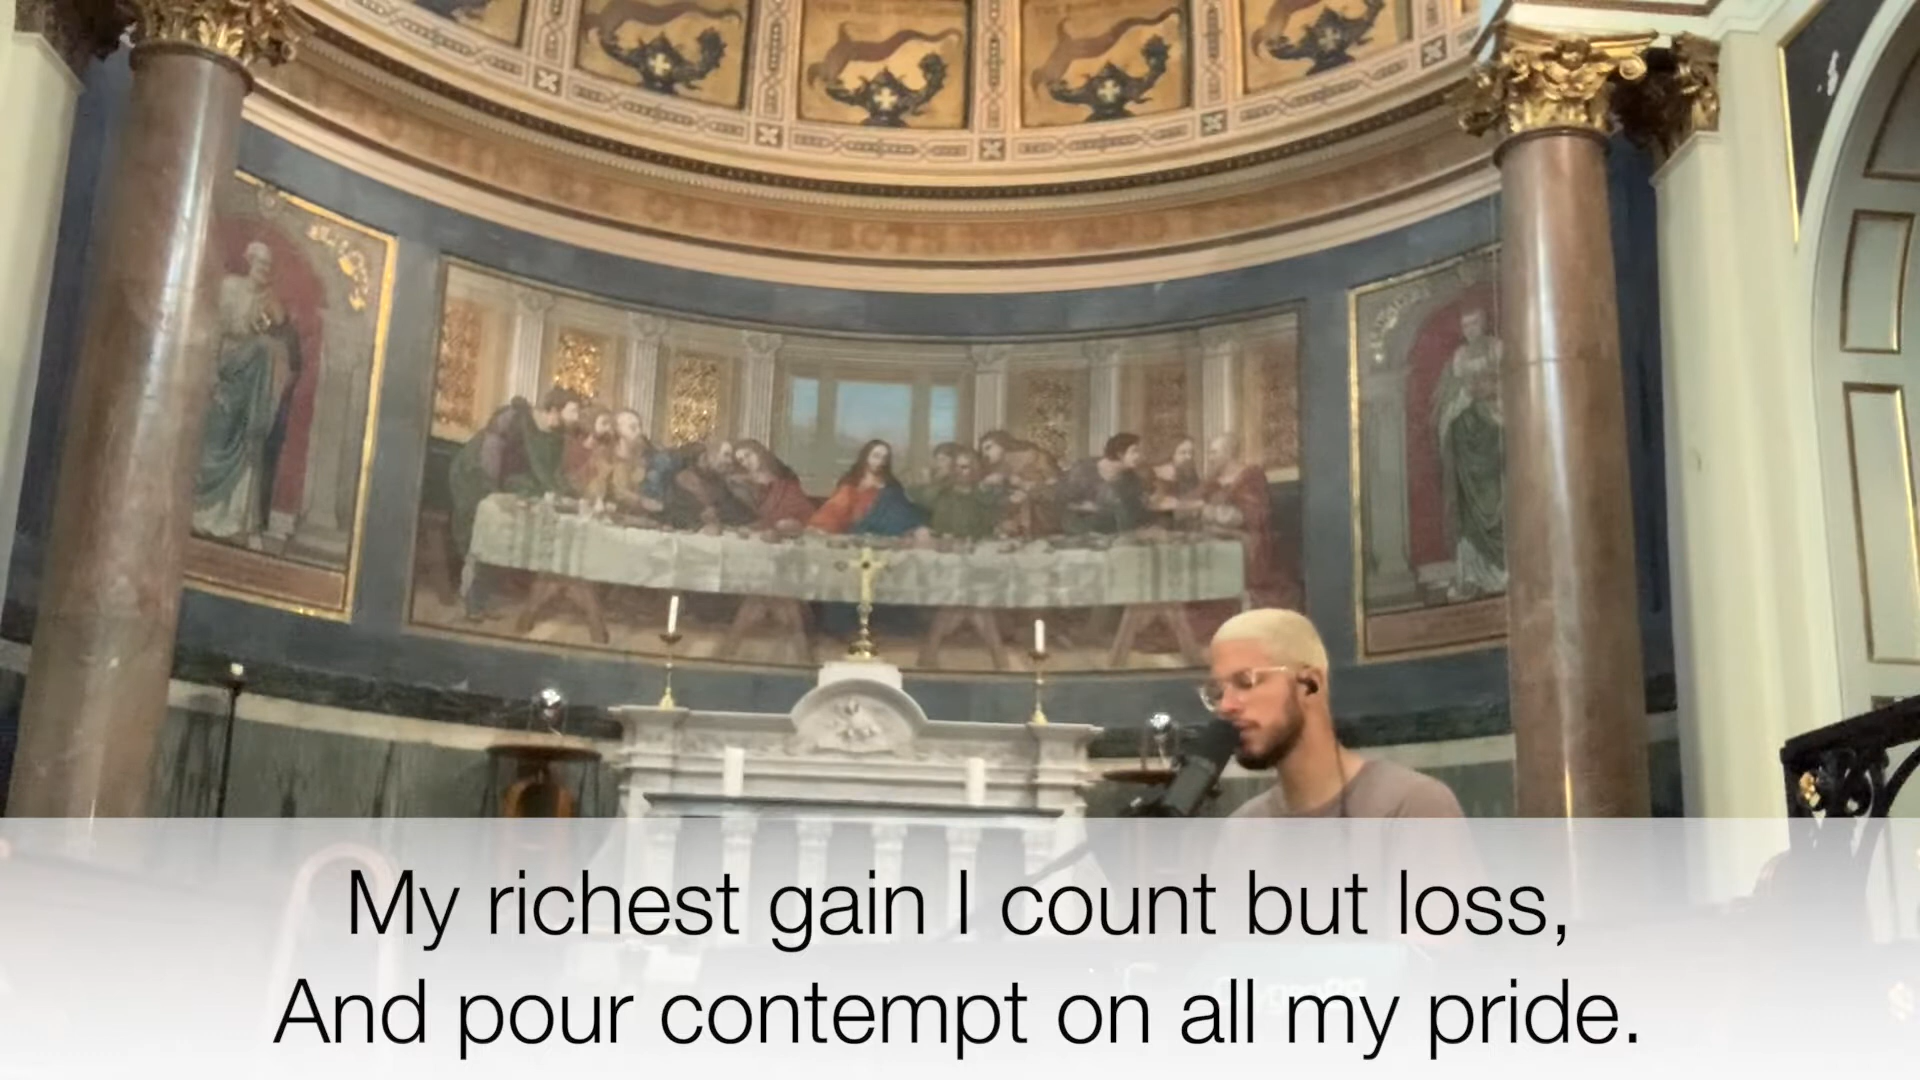 My richest gain I count but loss,
And pour contempt on all my pride.